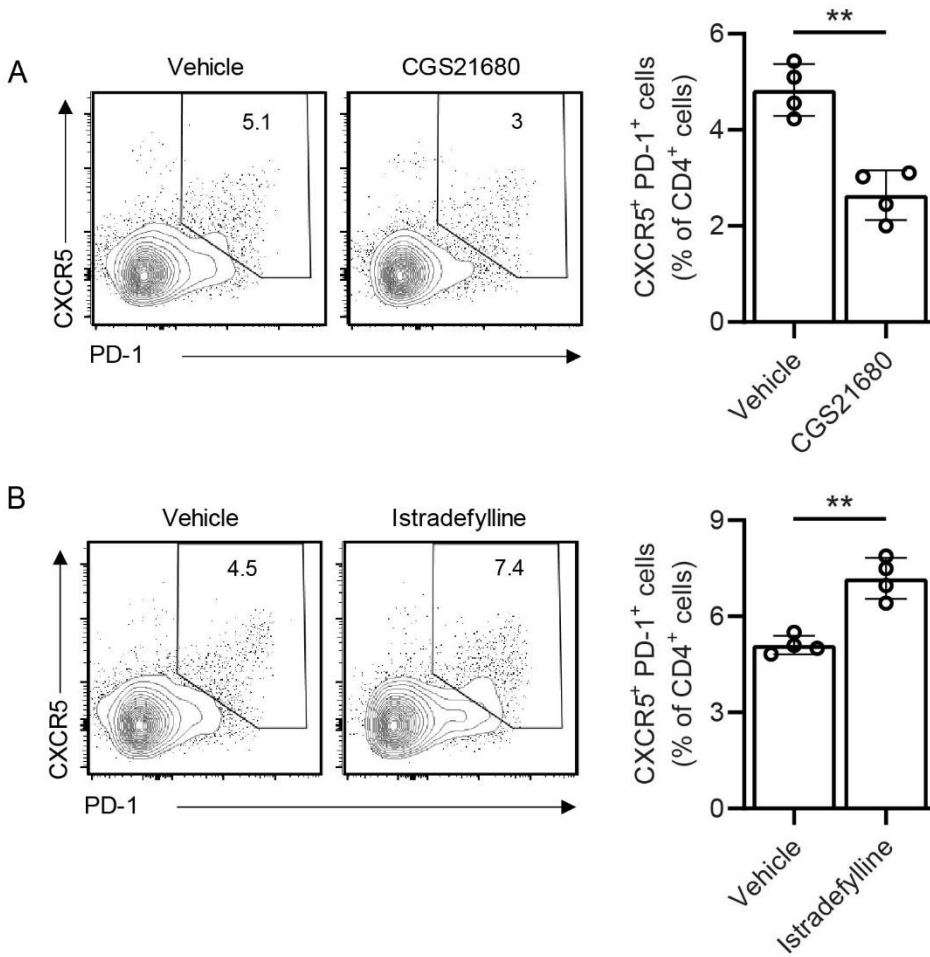 A
Vehicle
CGS21680
5.1
3
CXCR5
PD-1
**
CXCR5⁺ PD-1⁺ cells
(% of CD4⁺ cells)
6
4
2
0
Vehicle
CGS21680
B
Vehicle
Istradefylline
4.5
7.4
CXCR5
PD-1
**
CXCR5⁺ PD-1⁺ cells
(% of CD4⁺ cells)
9
6
3
0
Vehicle
Istradefylline